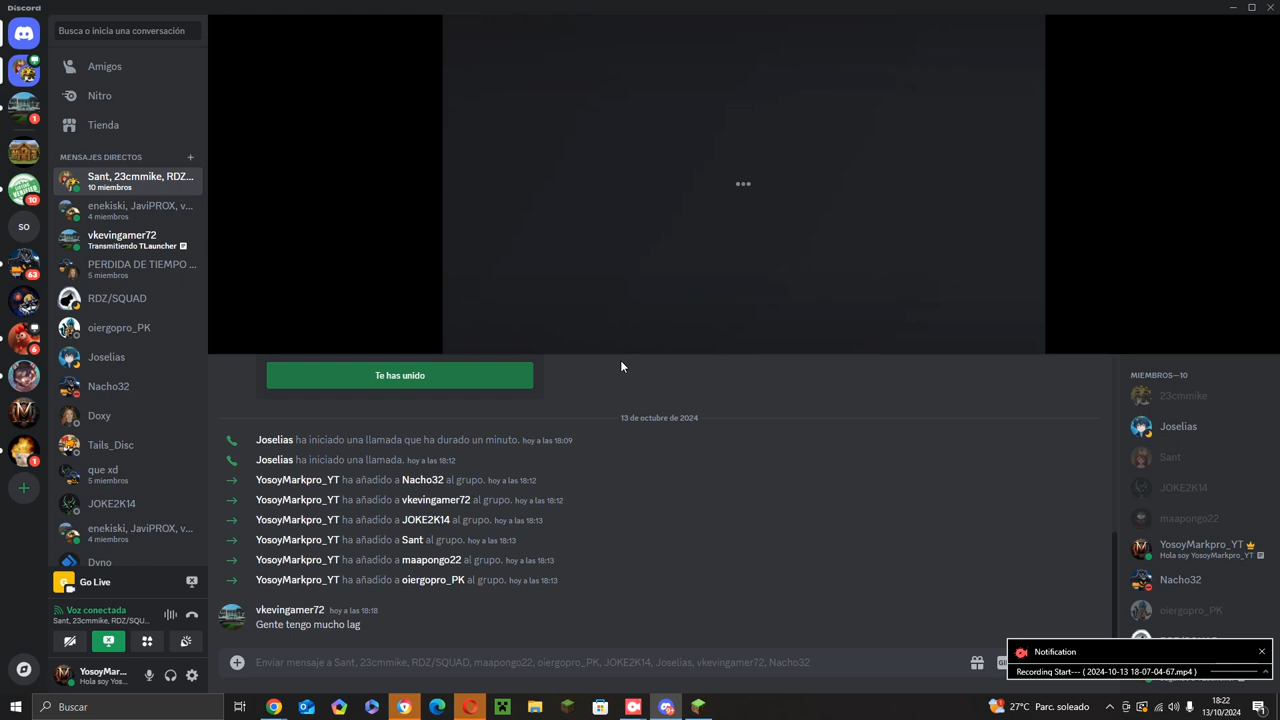 Discord
Busca o inicia una conversación
Amigos
Nitro
Tienda
MENSAJES DIRECTOS
Sant, 23cmmike, RDZ...
10 miembros
enekiski, JaviPROX, v...
4 miembros
vkevingamer72
Transmitiendo TLauncher
PERDIDA DE TIEMPO ...
5 miembros
RDZ/SQUAD
oiergopro_PK
Joselias
Nacho32
Doxy
Tails_Disc
que xd
5 miembros
JOKE2K14
enekiski, JaviPROX, v...
4 miembros
Dyno
1
10
SO
63
6
1
Go Live
Voz conectada
Sant, 23cmmike, RDZ/SQU...
YosoyMar...
Hola soy Yos...
Te has unido
13 de octubre de 2024
Joselias ha iniciado una llamada que ha durado un minuto. hoy a las 18:09
Joselias ha iniciado una llamada. hoy a las 18:12
YosoyMarkpro_YT ha añadido a Nacho32 al grupo. hoy a las 18:12
YosoyMarkpro_YT ha añadido a vkevingamer72 al grupo. hoy a las 18:12
YosoyMarkpro_YT ha añadido a JOKE2K14 al grupo. hoy a las 18:13
YosoyMarkpro_YT ha añadido a Sant al grupo. hoy a las 18:13
YosoyMarkpro_YT ha añadido a maapongo22 al grupo. hoy a las 18:13
YosoyMarkpro_YT ha añadido a oiergopro_PK al grupo. hoy a las 18:13
vkevingamer72 hoy a las 18:18
Gente tengo mucho lag
Enviar mensaje a Sant, 23cmmike, RDZ/SQUAD, maapongo22, oiergopro_PK, JOKE2K14, Joselias, vkevingamer72, Nacho32
MIEMBROS—10
23cmmike
Joselias
Sant
JOKE2K14
maapongo22
YosoyMarkpro_YT
Hola soy YosoyMarkpro_YT
Nacho32
oiergopro_PK
Notification
Recording Start--- ( 2024-10-13 18-07-04-67.mp4 )
Buscar
27°C Parc. soleado
18:22
13/10/2024